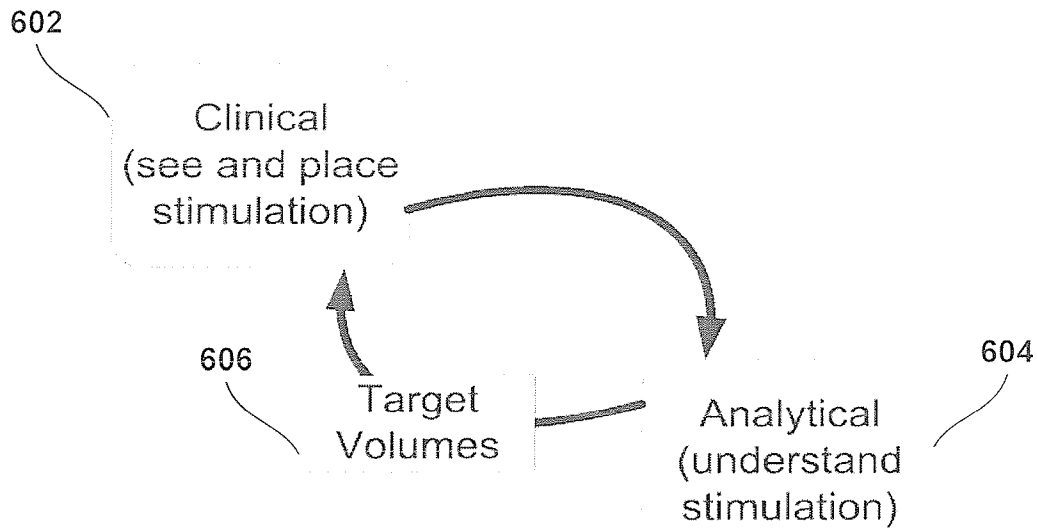 602
Clinical
(see and place
stimulation)
606
604
Target
Volumes
Analytical
(understand
stimulation)